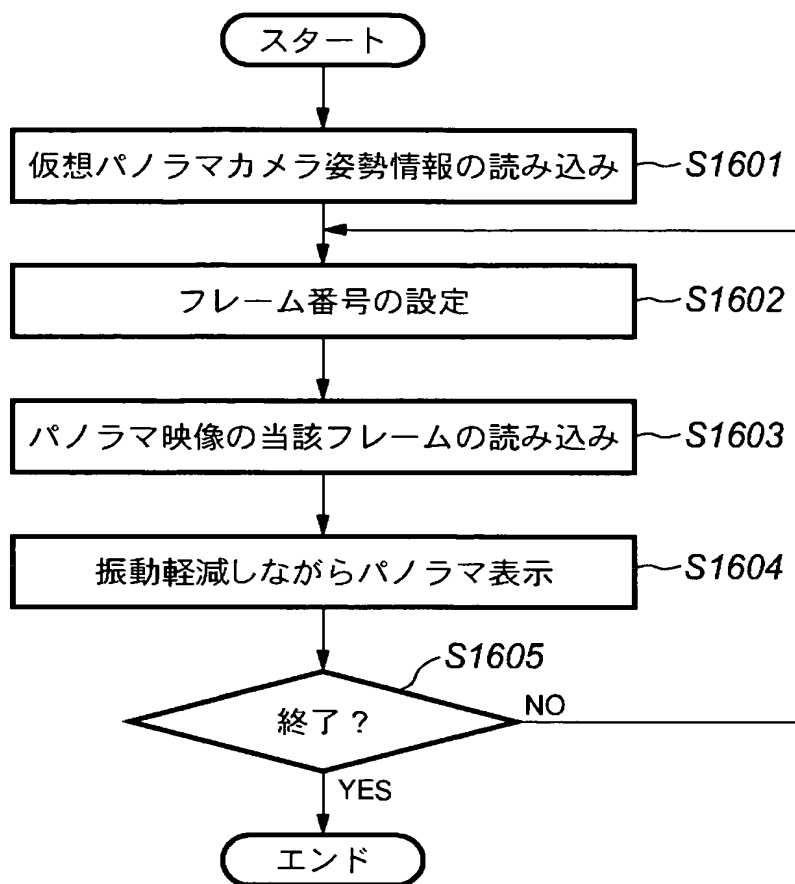 スタート
仮想パノラマカメラ姿勢情報の読み込み
S1601
フレーム番号の設定
S1602
パノラマ映像の当該フレームの読み込み
S1603
振動軽減しながらパノラマ表示
S1604
S1605
終了？
NO
YES
エンド